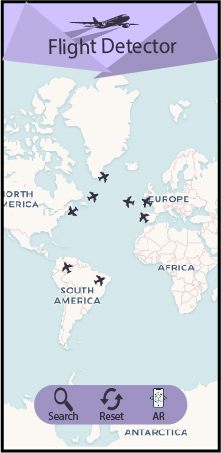 Flight Detector
NORTH
AMERICA
EUROPE
AFRICA
SOUTH
AMERICA
Search Reset AR
ANTARCTICA